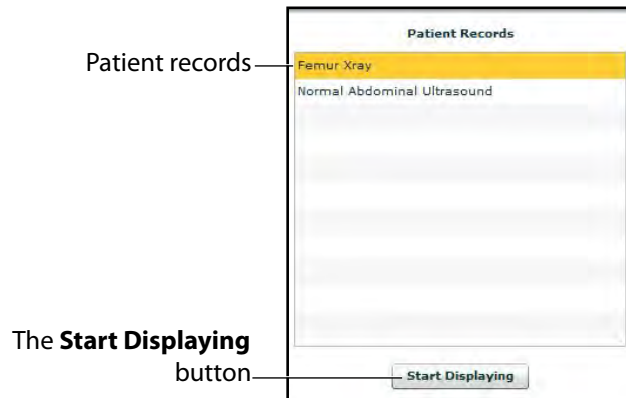 Patient Records
Patient records
Femur Xray
Normal Abdominal Ultrasound
The Start Displaying
button
Start Displaying